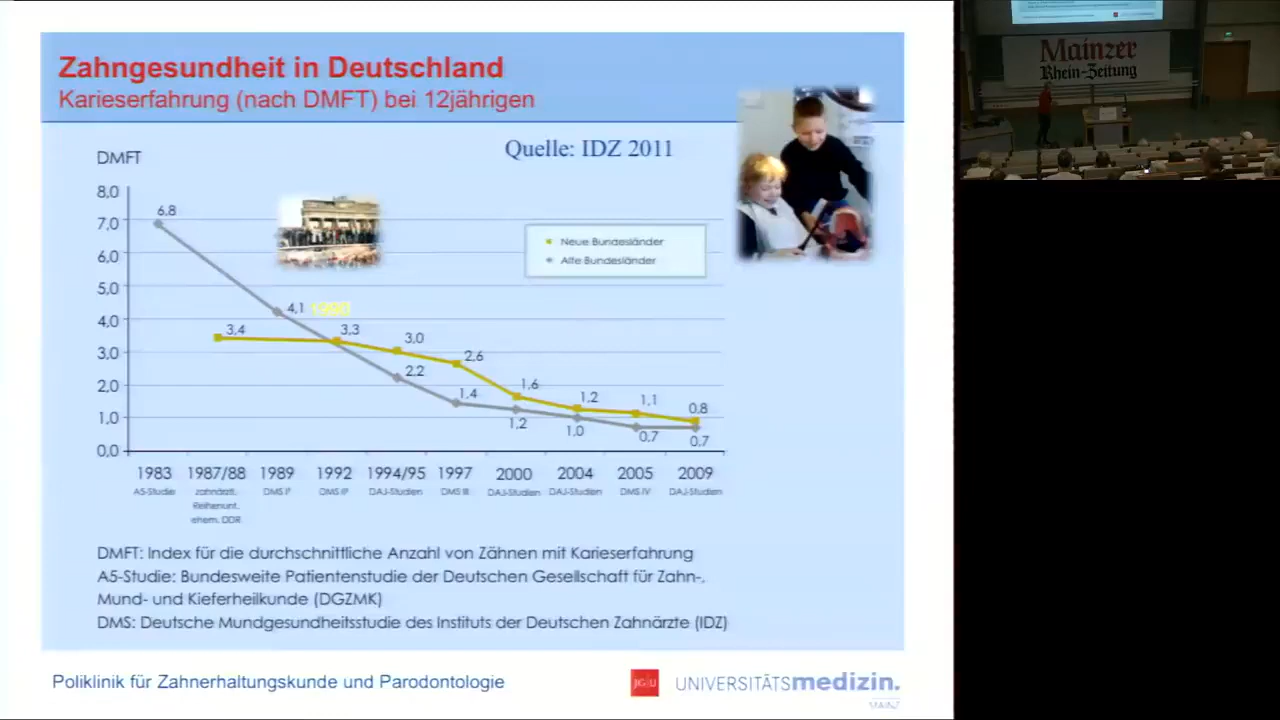 Zahngesundheit in Deutschland
Karieserfahrung (nach DMFT) bei 12jährigen
Mainzer
Rhein-Zeitung
Quelle: IDZ 2011
DMFT
8,0
7,0
6,0
5,0
4,0
3,0
2,0
1,0
0,0
Neue Bundesländer
Alte Bundesländer
6,8
4,1
1990
3,4
3,3
3,0
2,6
2,2
1,6
1,4
1,2
1,2
1,1
1,0
0,8
0,7
0,7
1983 1987/88 1989 1992 1994/95 1997 2000 2004 2005 2009
A5-Studie zahnärztl. DMS I DMS II DAJ-Studien DMS III DAJ-Studien DAJ-Studien DMS IV DAJ-Studien
Reihenunt.
ehem. DDR
DMFT: Index für die durchschnittliche Anzahl von Zähnen mit Karieserfahrung
A5-Studie: Bundesweite Patientenstudie der Deutschen Gesellschaft für Zahn-,
Mund- und Kieferheilkunde (DGZMK)
DMS: Deutsche Mundgesundheitsstudie des Instituts der Deutschen Zahnärzte (IDZ)
Poliklinik für Zahnerhaltungskunde und Parodontologie
JG|U UNIVERSITÄTSmedizin.
MAINZ